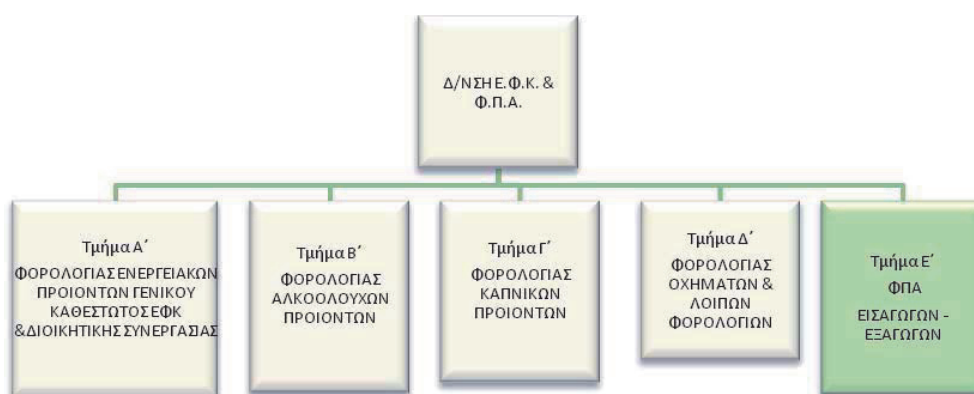 Δ/ΝΣΗ Ε.Φ.Κ. &
Φ.Π.Α.
Τμήμα Α΄
ΦΟΡΟΛΟΓΙΑΣ ΕΝΕΡΓΕΙΑΚΩΝ
ΠΡΟΙΟΝΤΩΝ ΓΕΝΙΚΟΥ
ΚΑΘΕΣΤΩΤΟΣ ΕΦΚ
& ΔΙΟΙΚΗΤΙΚΗΣ ΣΥΝΕΡΓΑΣΙΑΣ
Τμήμα Β΄
ΦΟΡΟΛΟΓΙΑΣ
ΑΛΚΟΟΛΟΥΧΩΝ
ΠΡΟΙΟΝΤΩΝ
Τμήμα Γ΄
ΦΟΡΟΛΟΓΙΑΣ
ΚΑΠΝΙΚΩΝ
ΠΡΟΙΟΝΤΩΝ
Τμήμα Δ΄
ΦΟΡΟΛΟΓΙΑΣ
ΟΧΗΜΑΤΩΝ &
ΛΟΙΠΩΝ
ΦΟΡΟΛΟΓΙΩΝ
Τμήμα Ε΄
ΦΠΑ
ΕΙΣΑΓΩΓΩΝ -
ΕΞΑΓΩΓΩΝ